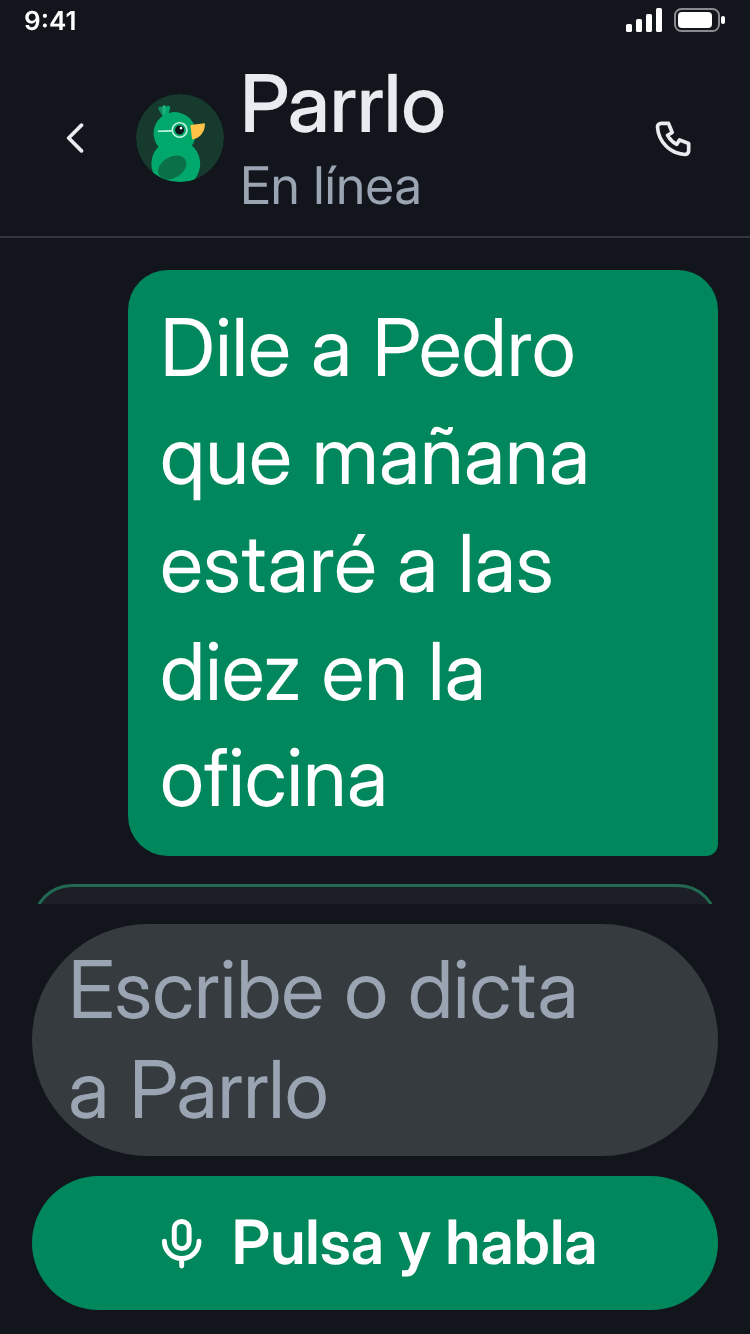 9:41
Parrlo
En línea
Dile a Pedro
que mañana
estaré a las
diez en la
oficina
Escribe o dicta
a Parrlo
Pulsa y habla